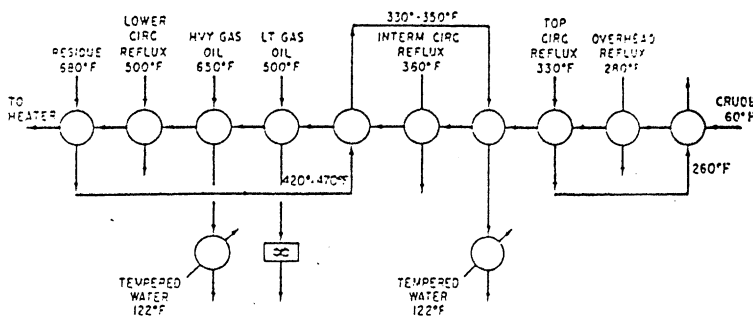 RESIDUE
680°F
LOWER
CIRC
REFLUX
500°F
HVY GAS
OIL
650°F
LT GAS
OIL
500°F
330°-350°F
INTERM CIRC
REFLUX
360°F
TOP
CIRC
REFLUX
330°F
OVERHEAD
REFLUX
280°F
TO
HEATER
CRUDE
60°F
420°-470°F
260°F
TEMPERED
WATER
122°F
TEMPERED
WATER
122°F